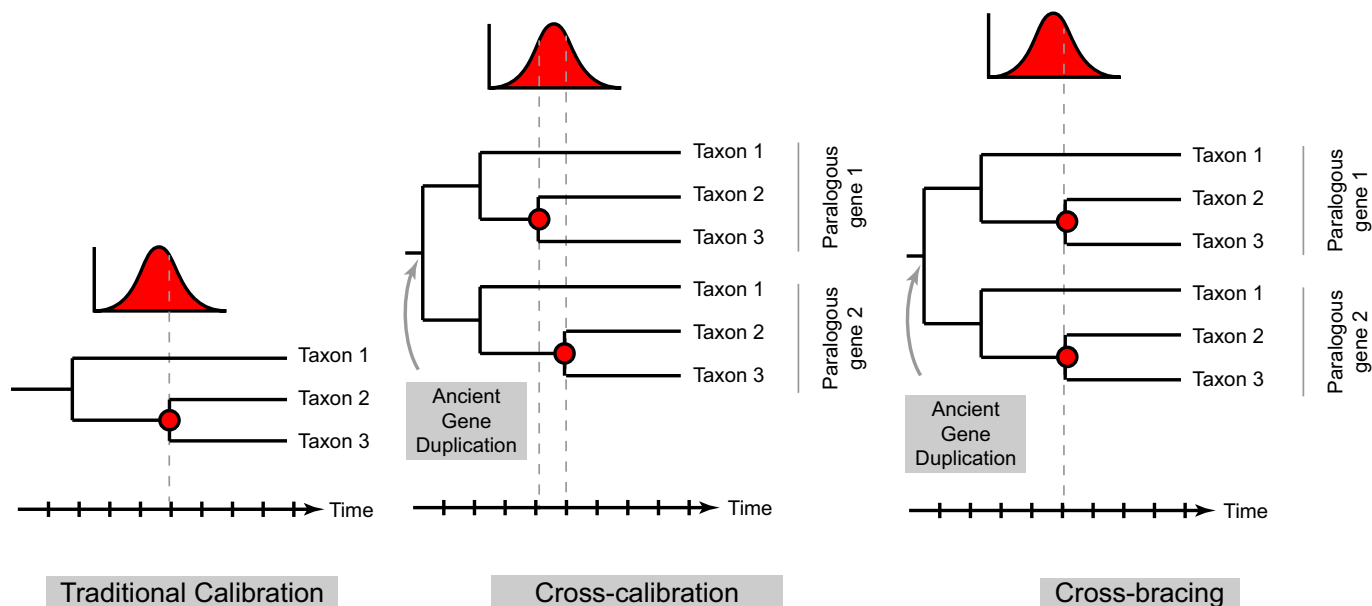 Taxon 1
Taxon 2
Taxon 3
Time
Traditional Calibration
Taxon 1
Taxon 2
Taxon 3
Paralogous
gene 1
Taxon 1
Taxon 2
Taxon 3
Paralogous
gene 2
Ancient
Gene
Duplication
Time
Cross-calibration
Taxon 1
Taxon 2
Taxon 3
Paralogous
gene 1
Taxon 1
Taxon 2
Taxon 3
Paralogous
gene 2
Ancient
Gene
Duplication
Time
Cross-bracing